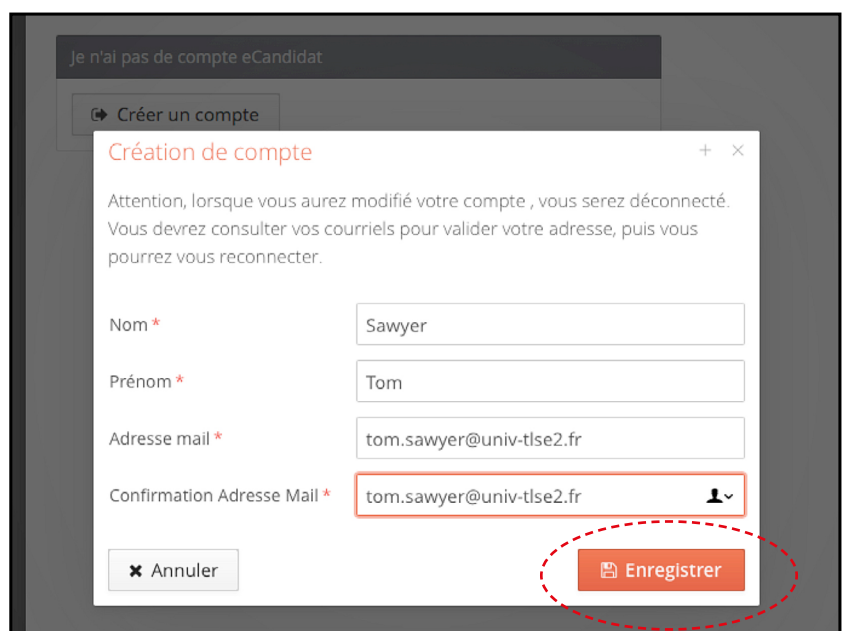 Je n'ai pas de compte eCandidat
Créer un compte
Création de compte
Attention, lorsque vous aurez modifié votre compte , vous serez déconnecté.
Vous devrez consulter vos courriels pour valider votre adresse, puis vous
pourrez vous reconnecter.
Nom *
Sawyer
Prénom *
Tom
Adresse mail *
tom.sawyer@univ-tlse2.fr
Confirmation Adresse Mail *
tom.sawyer@univ-tlse2.fr
Annuler
Enregistrer